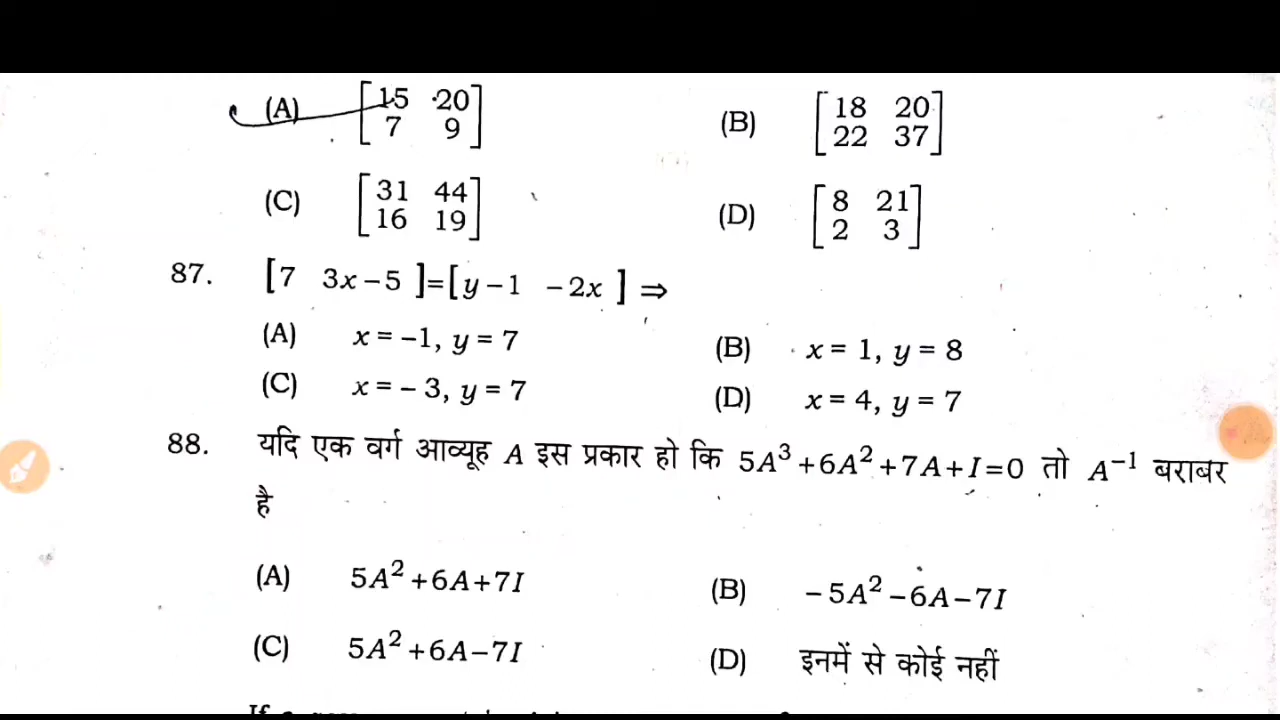 (A) [15 20 (B) [18 20
7 9] 22 37]
(C) [31 44 (D) [8 21
16 19] 2 3]
87. [7 3x – 5 ]=[y – 1 – 2x ] ⇒
(A) x = –1, y = 7 (B) x = 1, y = 8
(C) x = – 3, y = 7 (D) x = 4, y = 7
88. यदि एक वर्ग आव्यूह A इस प्रकार हो कि 5A³ + 6A² + 7A + I = 0 तो A⁻¹ बराबर
है
(A) 5A² + 6A + 7I (B) – 5A² – 6A – 7I
(C) 5A² + 6A – 7I (D) इनमें से कोई नहीं